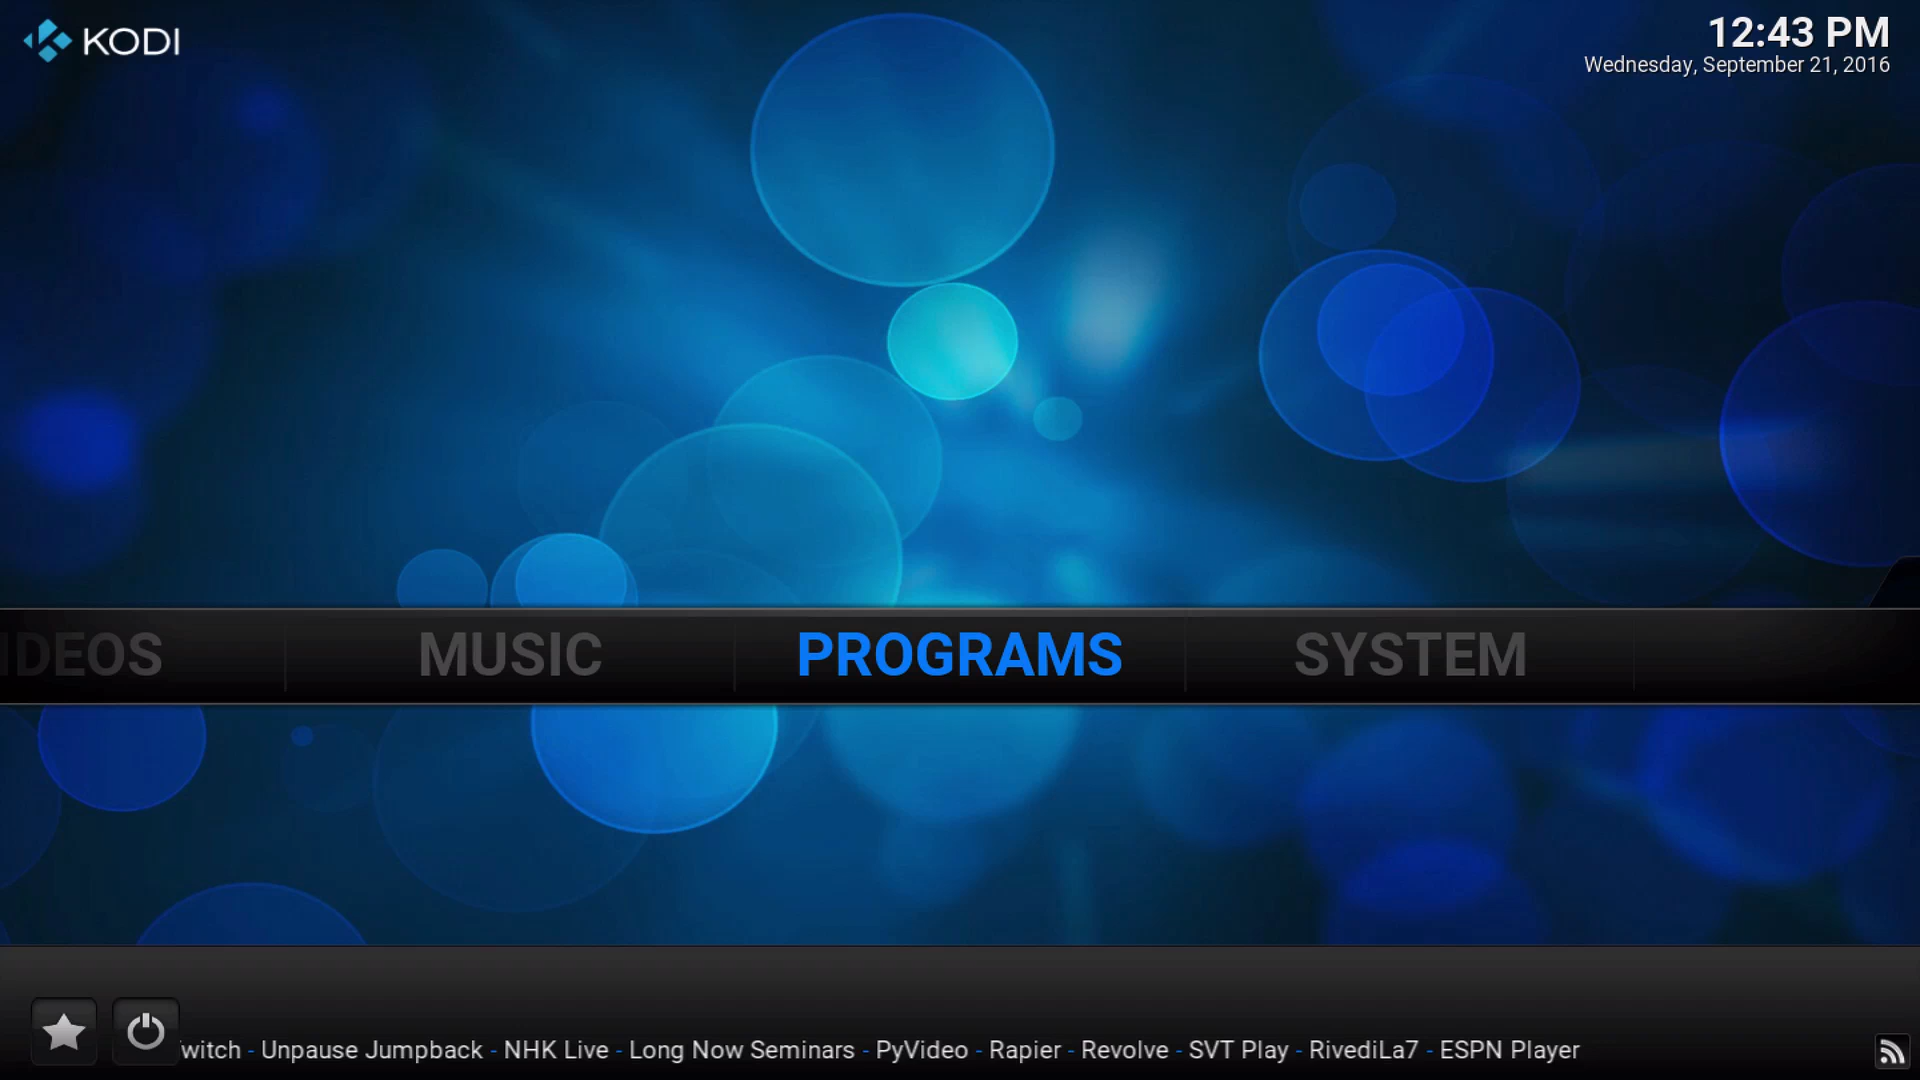 KODI
12:43 PM
Wednesday, September 21, 2016
IDEOS MUSIC PROGRAMS SYSTEM
witch - Unpause Jumpback - NHK Live - Long Now Seminars - PyVideo - Rapier - Revolve - SVT Play - RivediLa7 - ESPN Player